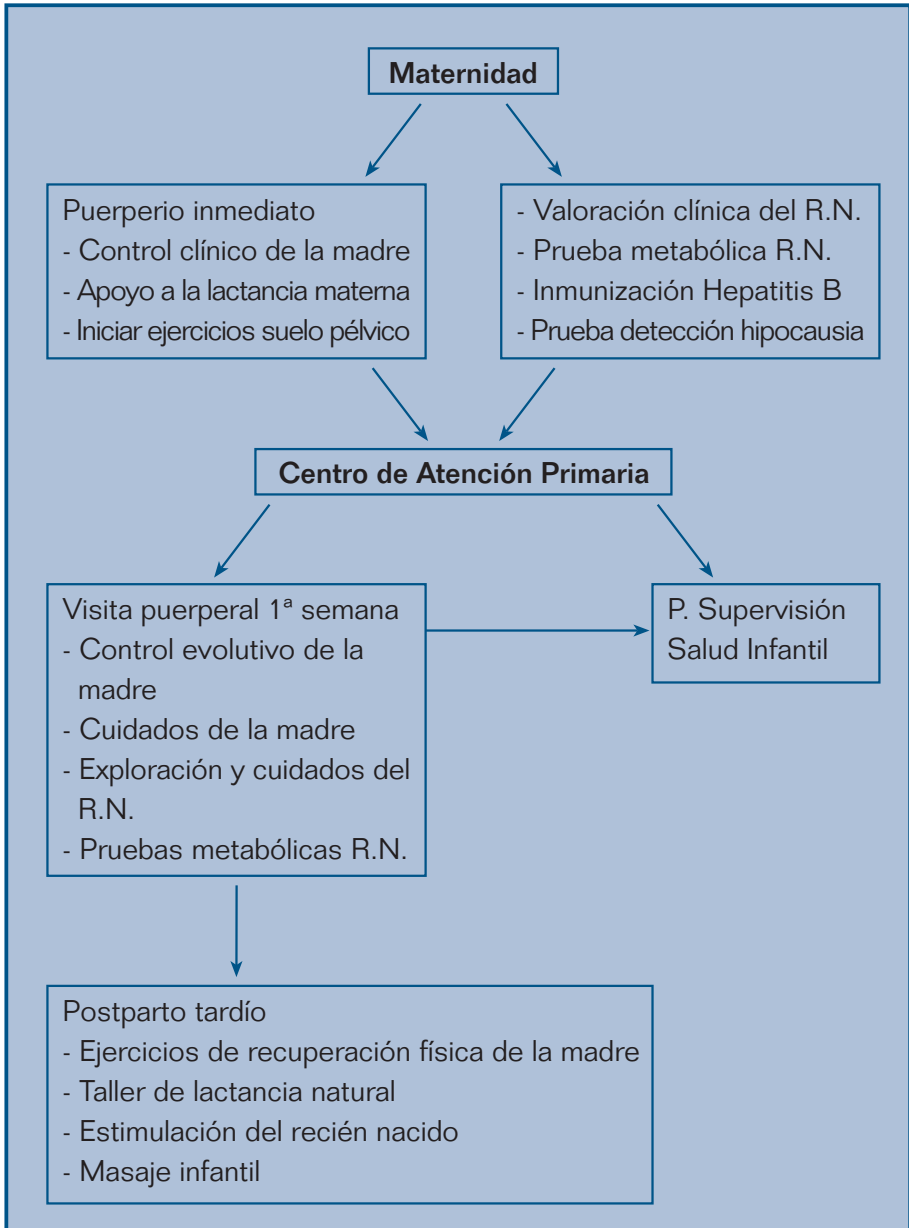 Maternidad
Puerperio inmediato
- Control clínico de la madre
- Apoyo a la lactancia materna
- Iniciar ejercicios suelo pélvico
- Valoración clínica del R.N.
- Prueba metabólica R.N.
- Inmunización Hepatitis B
- Prueba detección hipocausia
Centro de Atención Primaria
Visita puerperal 1ª semana
- Control evolutivo de la
madre
- Cuidados de la madre
- Exploración y cuidados del
R.N.
- Pruebas metabólicas R.N.
P. Supervisión
Salud Infantil
Postparto tardío
- Ejercicios de recuperación física de la madre
- Taller de lactancia natural
- Estimulación del recién nacido
- Masaje infantil